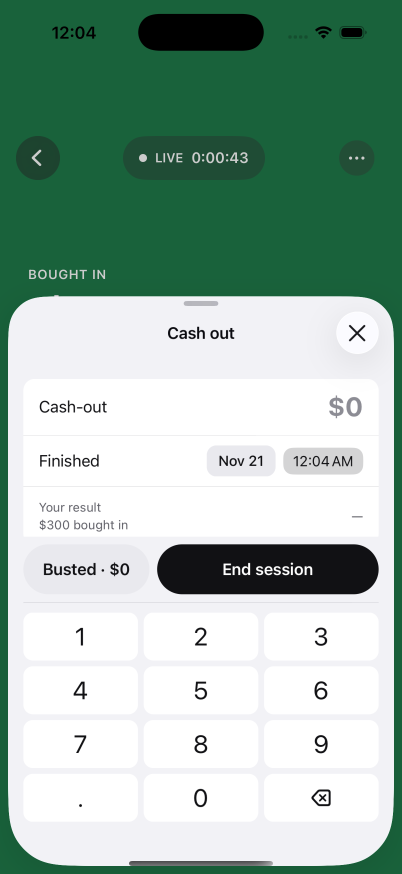 12:04
LIVE 0:00:43
BOUGHT IN
Cash out
Cash-out $0
Finished Nov 21 12:04 AM
Your result
$300 bought in –
Busted · $0 End session
1 2 3
4 5 6
7 8 9
. 0